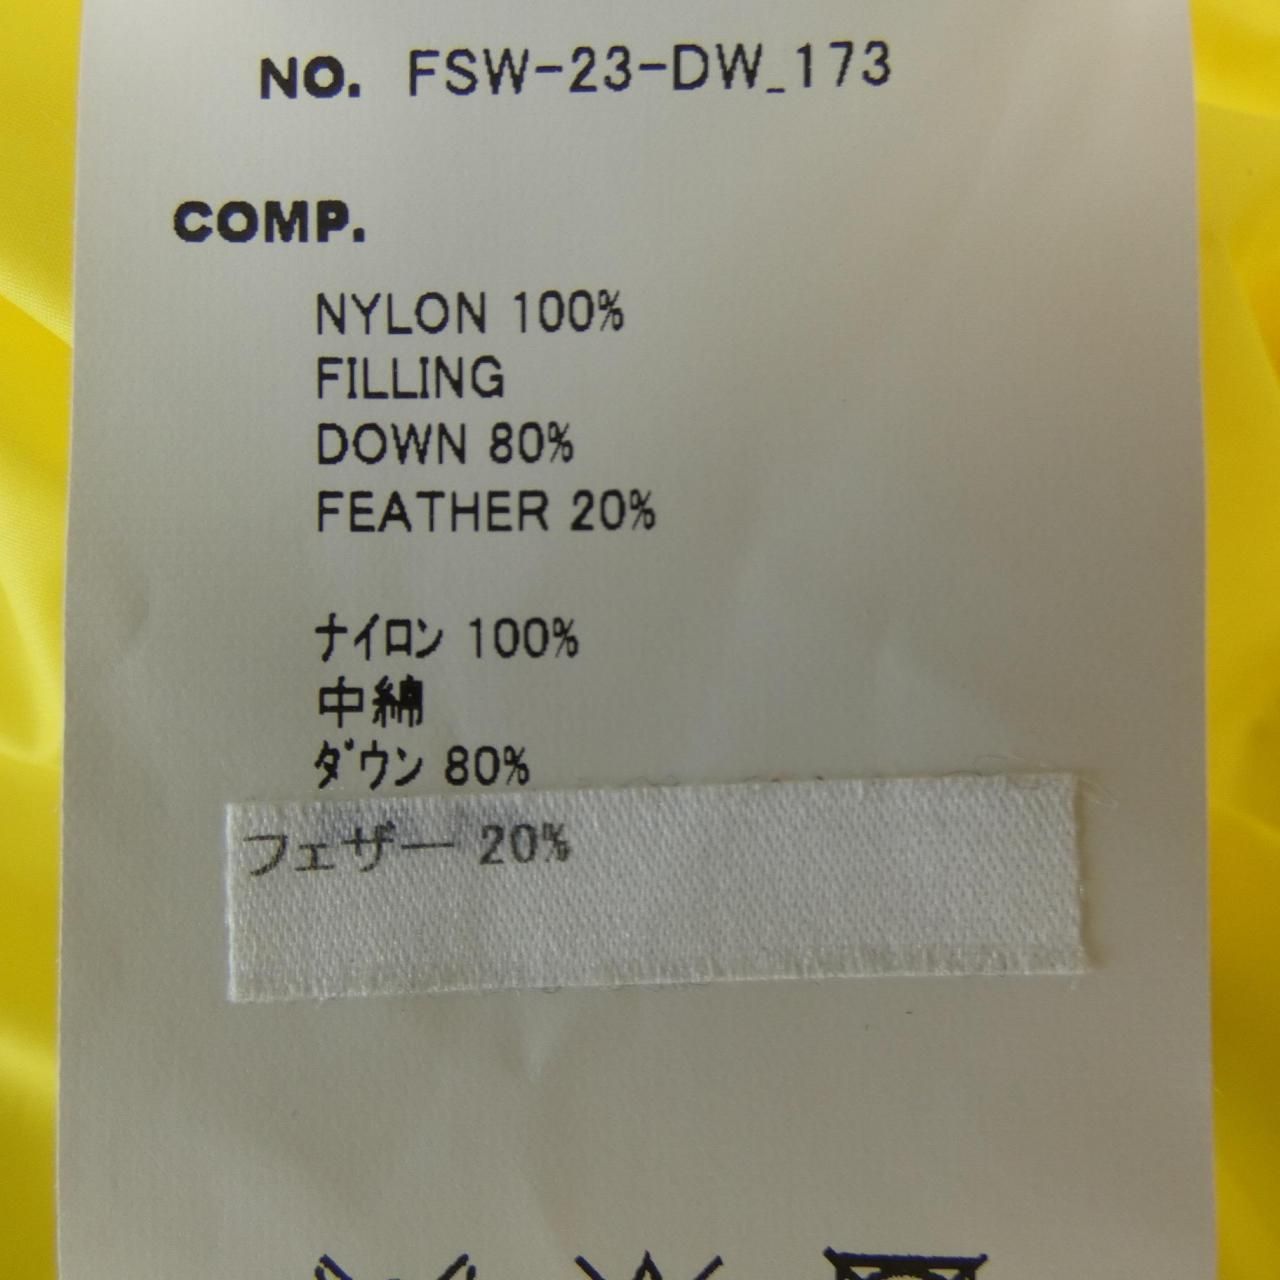 NO. FSW-23-DW_173
COMP.
NYLON 100%
FILLING
DOWN 80%
FEATHER 20%
ナイロン 100%
中綿
ダウン 80%
フェザー 20%